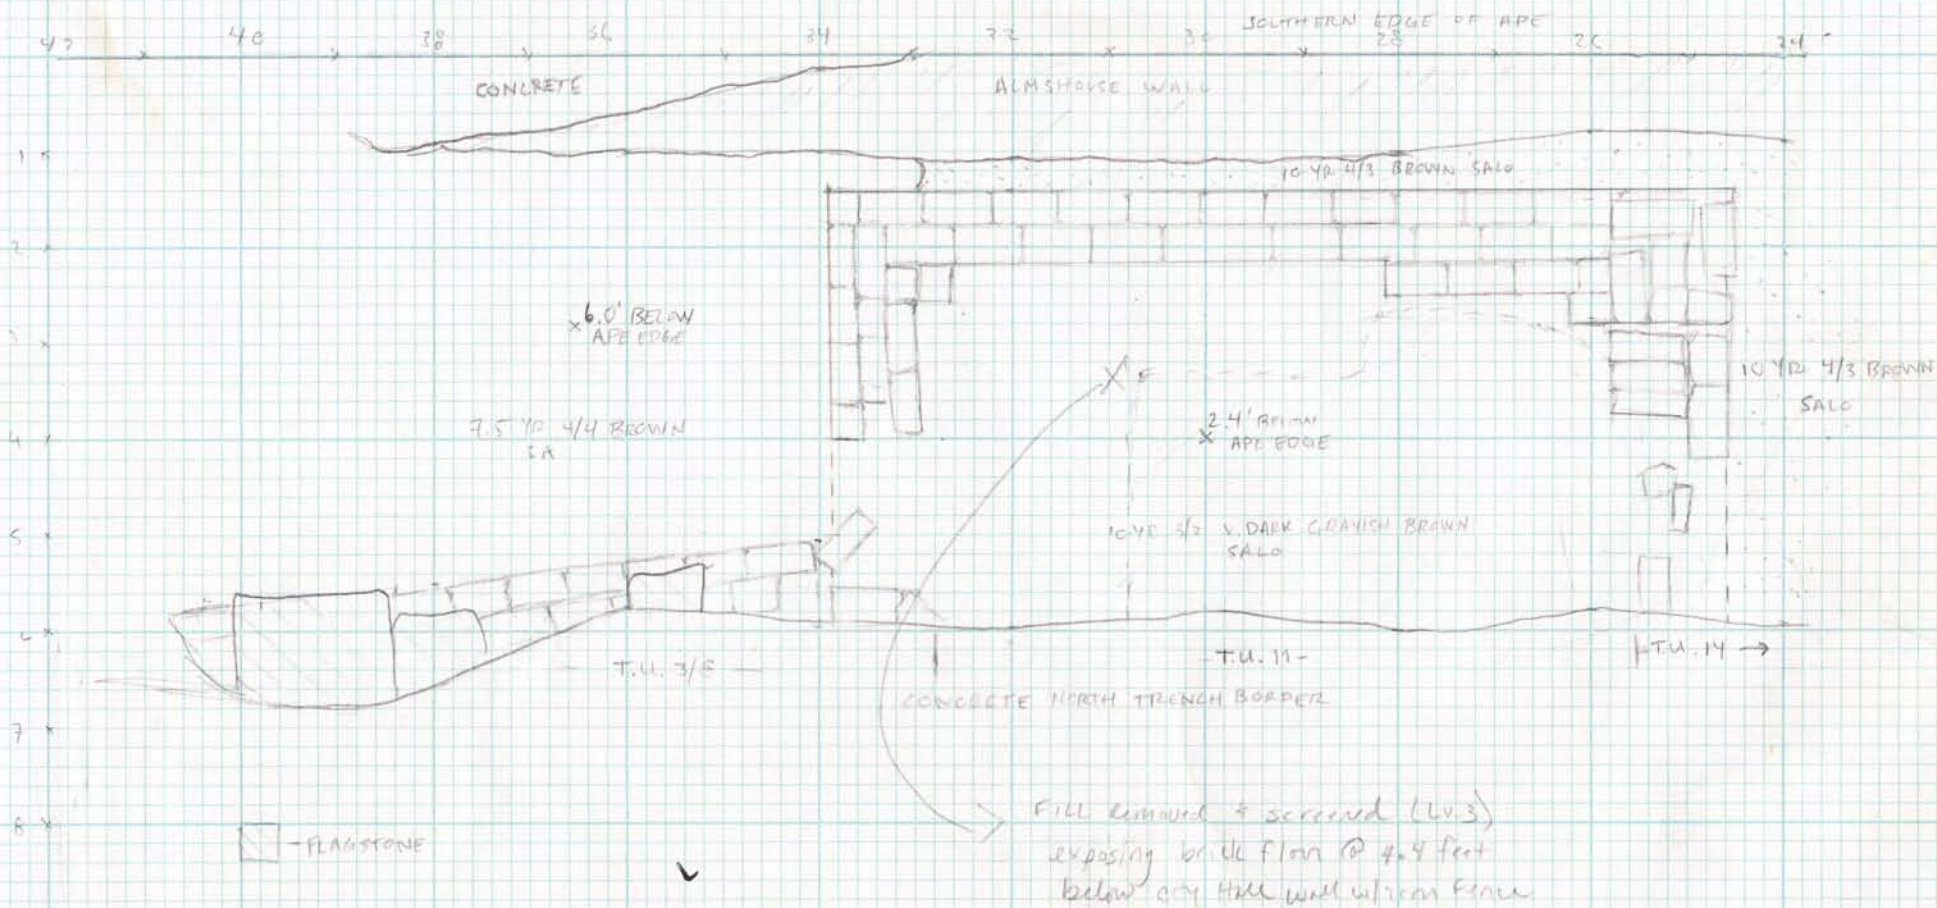 SOUTHERN EDGE OF APE
42 40 38 36 34 32 30 28 26 24
CONCRETE
ALMSHOUSE WALL
1
10 YR 4/3 BROWN SALO
2
6.0' BELOW
APE EDGE
3
10 YR 4/3 BROWN
SALO
2.4' BELOW
APE EDGE
7.5 YR 4/4 BROWN
4
5
10 YR 3/2 V. DARK GRAYISH BROWN
SALO
6
T.U. 3/8
T.U. 11
T.U. 14
CONCRETE NORTH TRENCH BORDER
7
8
- FLAGSTONE
FILL removed & screened (Lv. 3)
exposing brick floor @ 4.4 feet
below City Hall wall w/iron fence